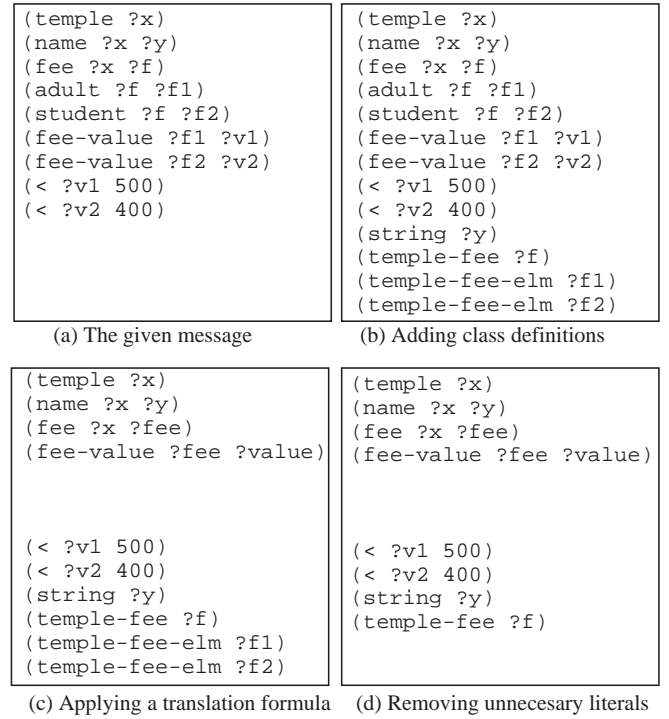 (temple ?x)
(name ?x ?y)
(fee ?x ?f)
(adult ?f ?f1)
(student ?f ?f2)
(fee-value ?f1 ?v1)
(fee-value ?f2 ?v2)
(< ?v1 500)
(< ?v2 400)
(a) The given message
(temple ?x)
(name ?x ?y)
(fee ?x ?f)
(adult ?f ?f1)
(student ?f ?f2)
(fee-value ?f1 ?v1)
(fee-value ?f2 ?v2)
(< ?v1 500)
(< ?v2 400)
(string ?y)
(temple-fee ?f)
(temple-fee-elm ?f1)
(temple-fee-elm ?f2)
(b) Adding class definitions
(temple ?x)
(name ?x ?y)
(fee ?x ?fee)
(fee-value ?fee ?value)
(< ?v1 500)
(< ?v2 400)
(string ?y)
(temple-fee ?f)
(temple-fee-elm ?f1)
(temple-fee-elm ?f2)
(c) Applying a translation formula
(temple ?x)
(name ?x ?y)
(fee ?x ?fee)
(fee-value ?fee ?value)
(< ?v1 500)
(< ?v2 400)
(string ?y)
(temple-fee ?f)
(d) Removing unnecesary literals